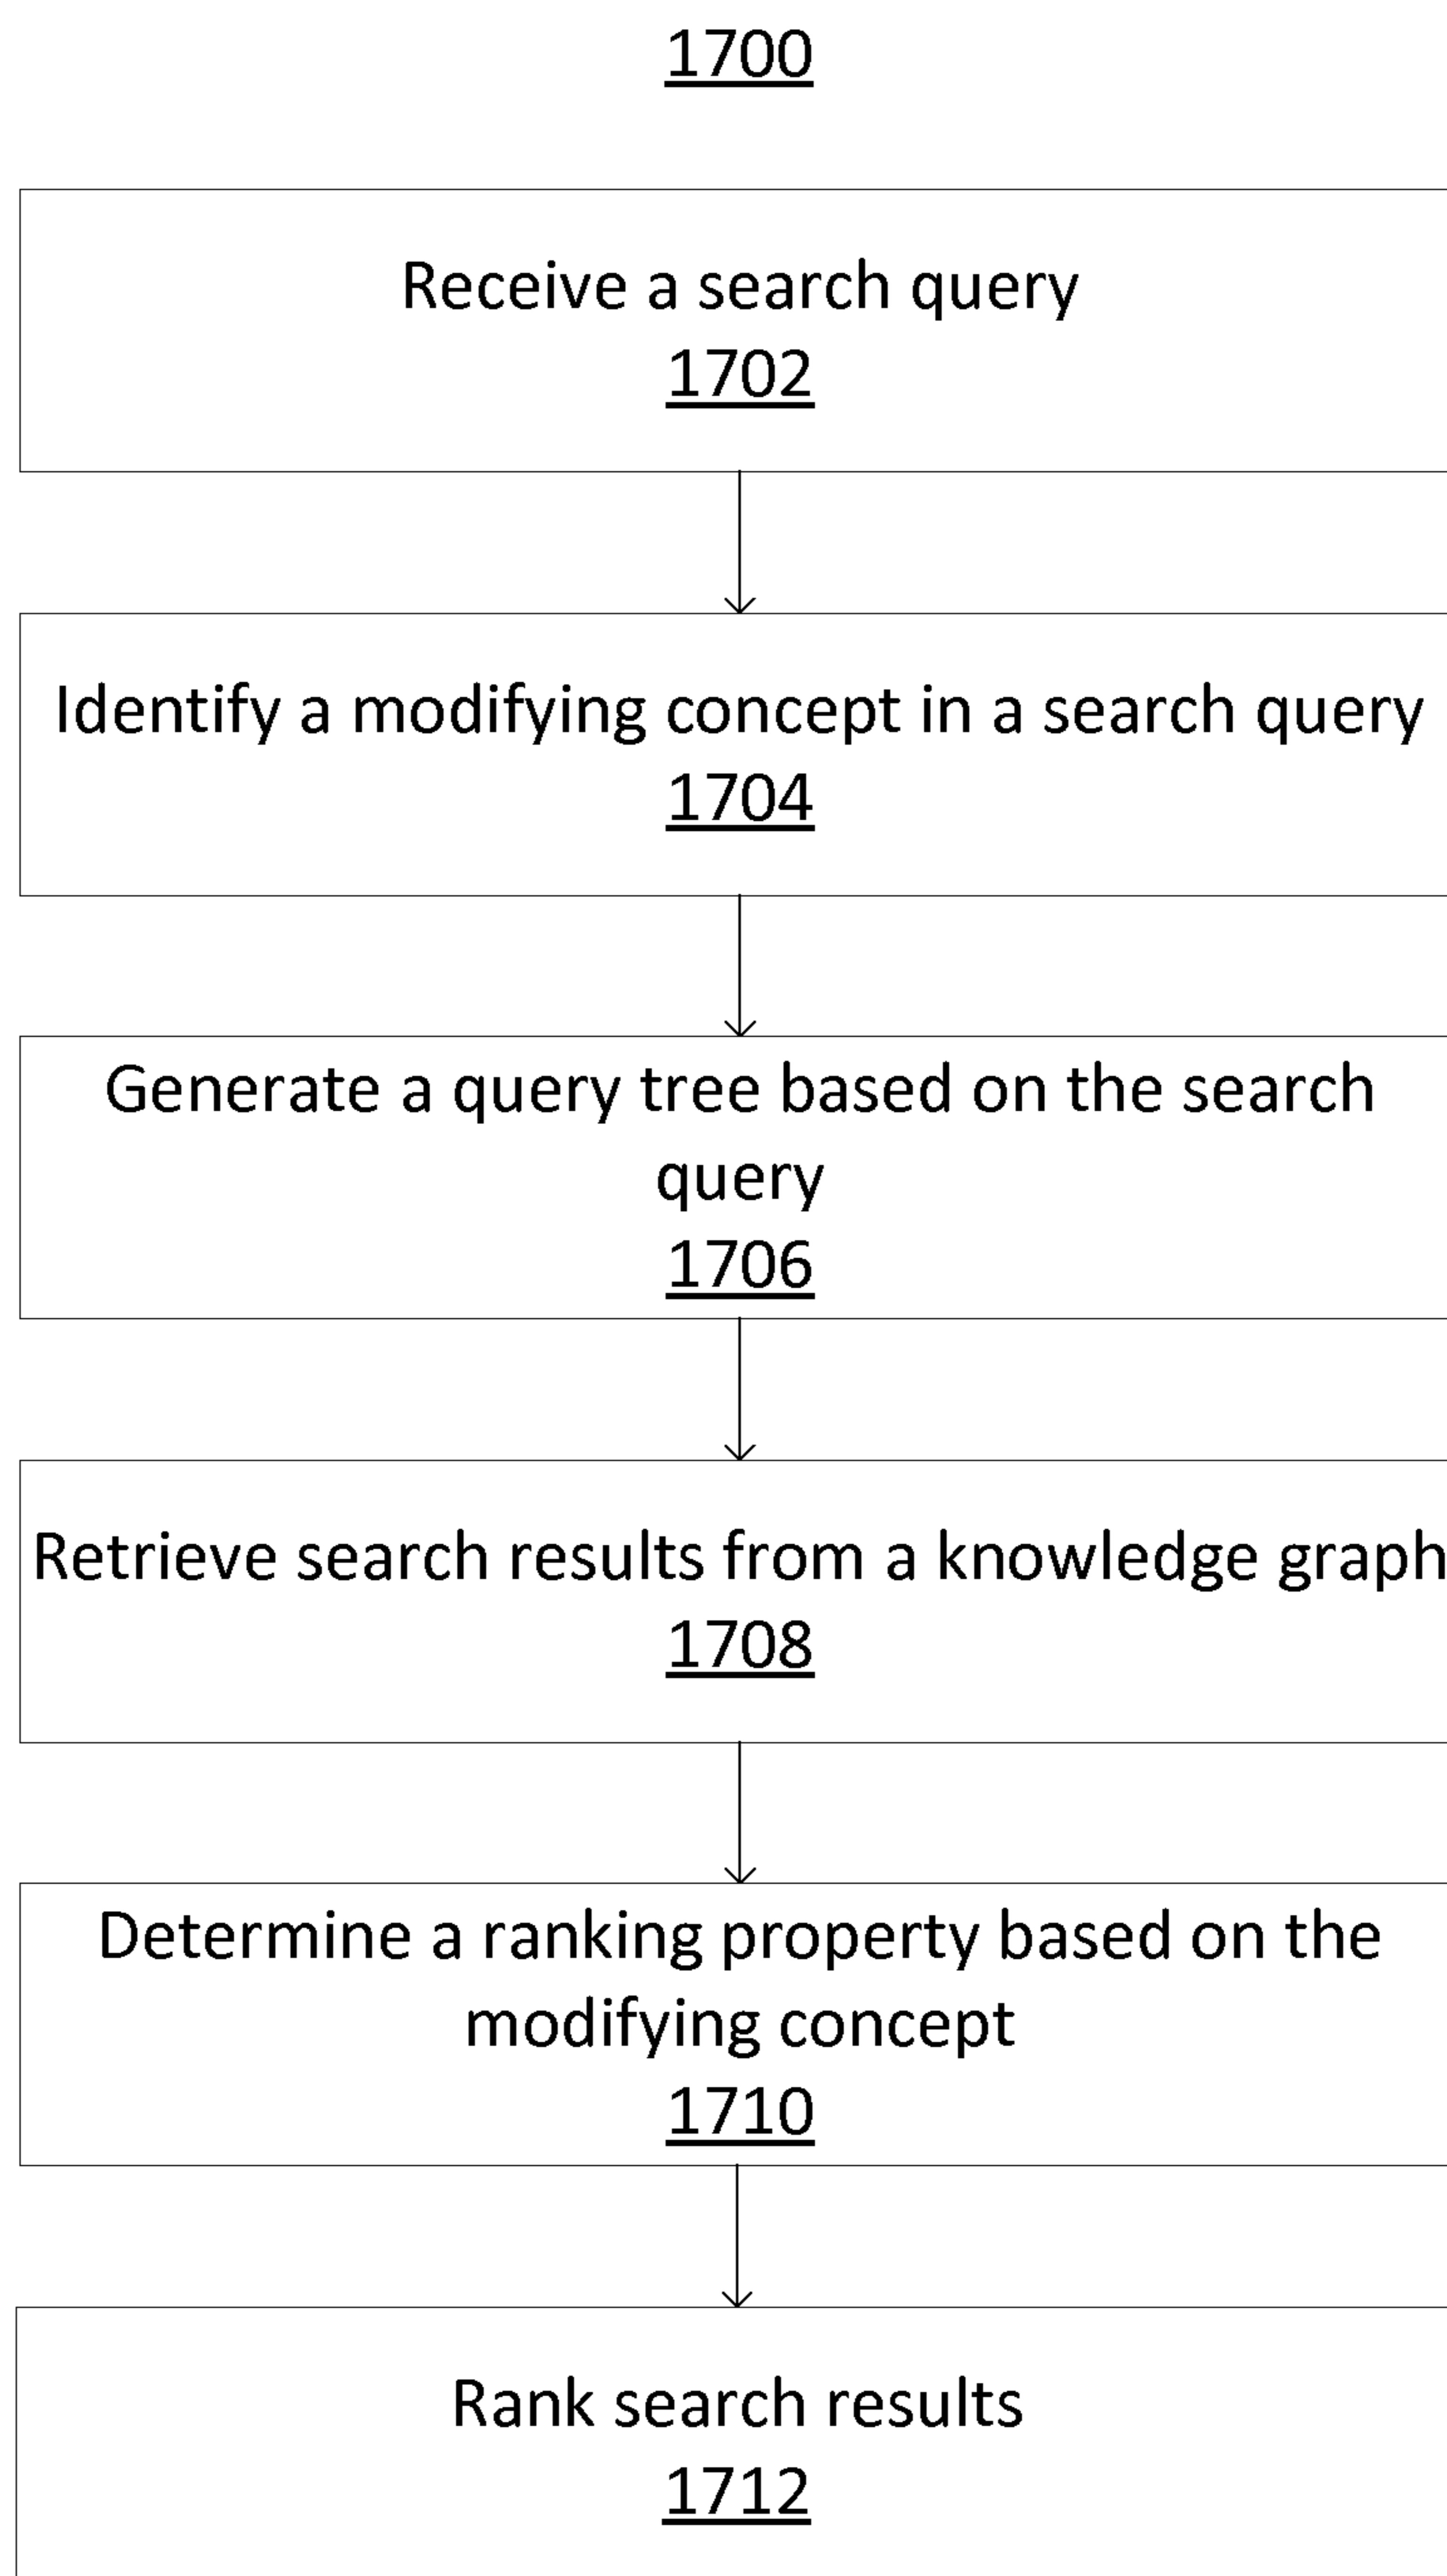 1700
Receive a search query
1702
Identify a modifying concept in a search query
1704
Generate a query tree based on the search
query
1706
Retrieve search results from a knowledge graph
1708
Determine a ranking property based on the
modifying concept
1710
Rank search results
1712